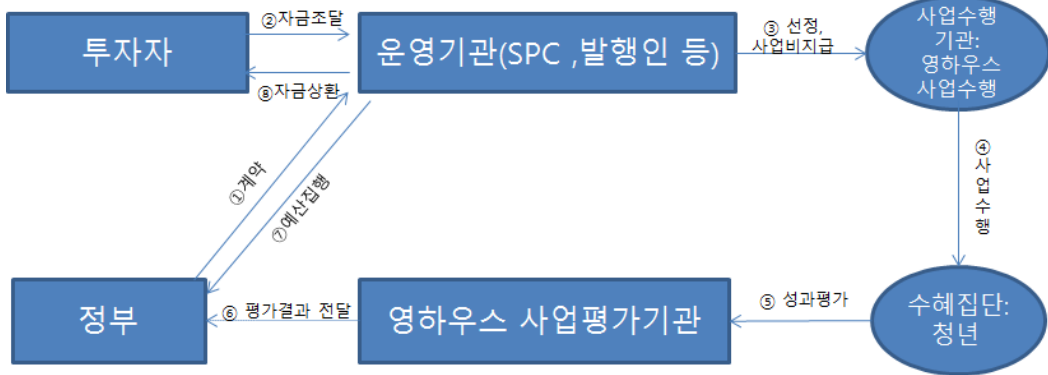 투자자
②자금조달
⑧자금상환
운영기관(SPC ,발행인 등)
③ 선정,
사업비지급
사업수행
기관:
영하우스
사업수행
①계약
⑦예산집행
④
사
업
수
행
정부
⑥ 평가결과 전달
영하우스 사업평가기관
⑤ 성과평가
수혜집단:
청년